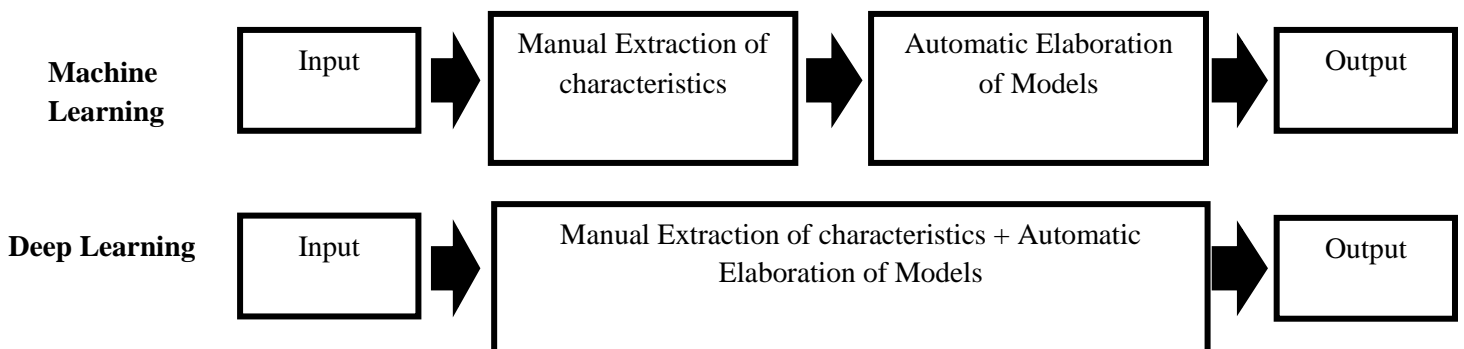 Machine
Learning
Input
Manual Extraction of
characteristics
Automatic Elaboration
of Models
Output
Deep Learning
Input
Manual Extraction of characteristics + Automatic
Elaboration of Models
Output